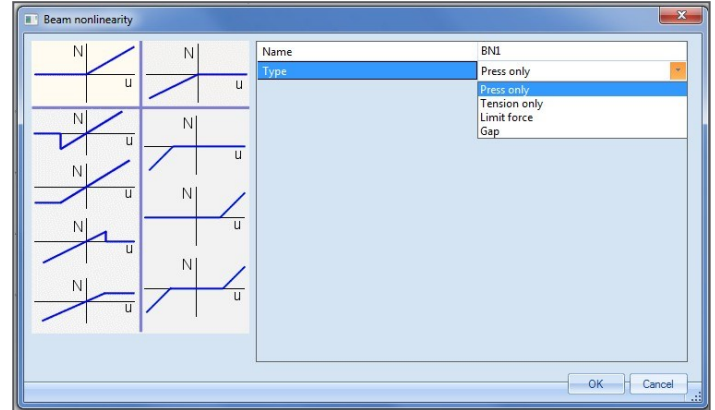 Beam nonlinearity
N
u
N
u
N
u
N
u
N
u
N
u
N
u
N
u
N
u
Name BN1
Type Press only
Press only
Tension only
Limit force
Gap
OK Cancel